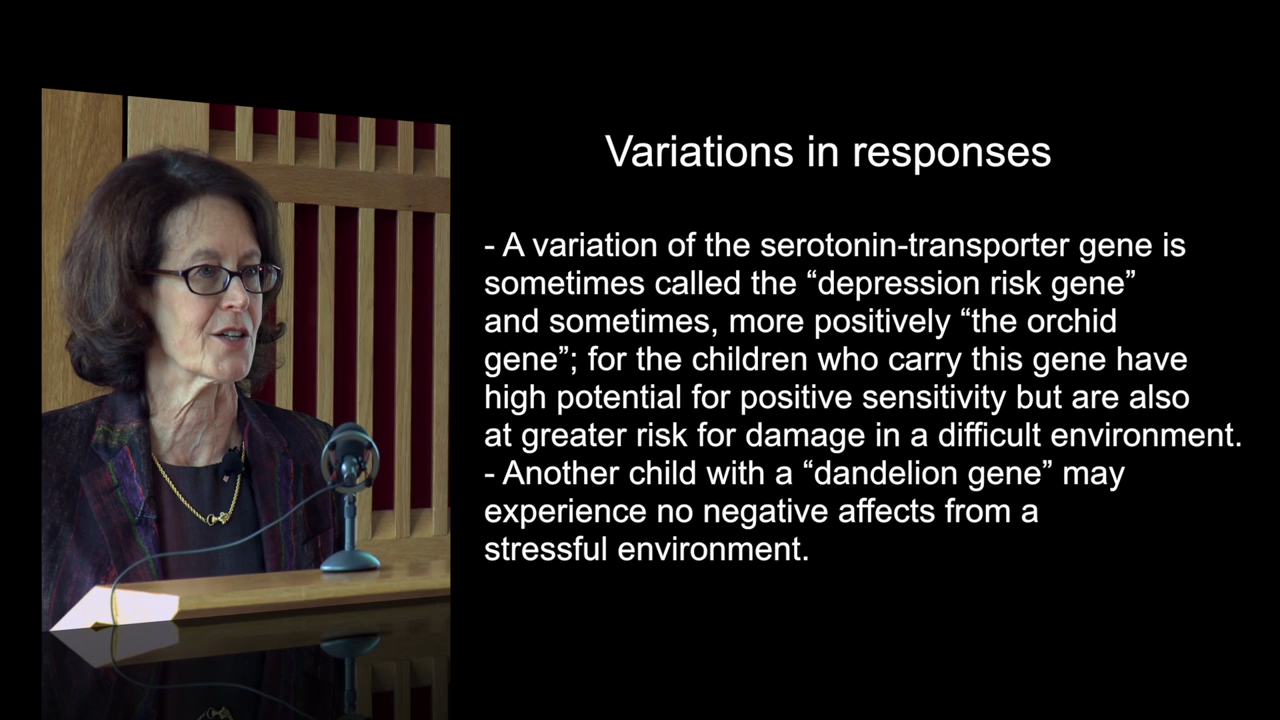 Variations in responses
- A variation of the serotonin-transporter gene is
sometimes called the “depression risk gene”
and sometimes, more positively “the orchid
gene”; for the children who carry this gene have
high potential for positive sensitivity but are also
at greater risk for damage in a difficult environment.
- Another child with a “dandelion gene” may
experience no negative affects from a
stressful environment.